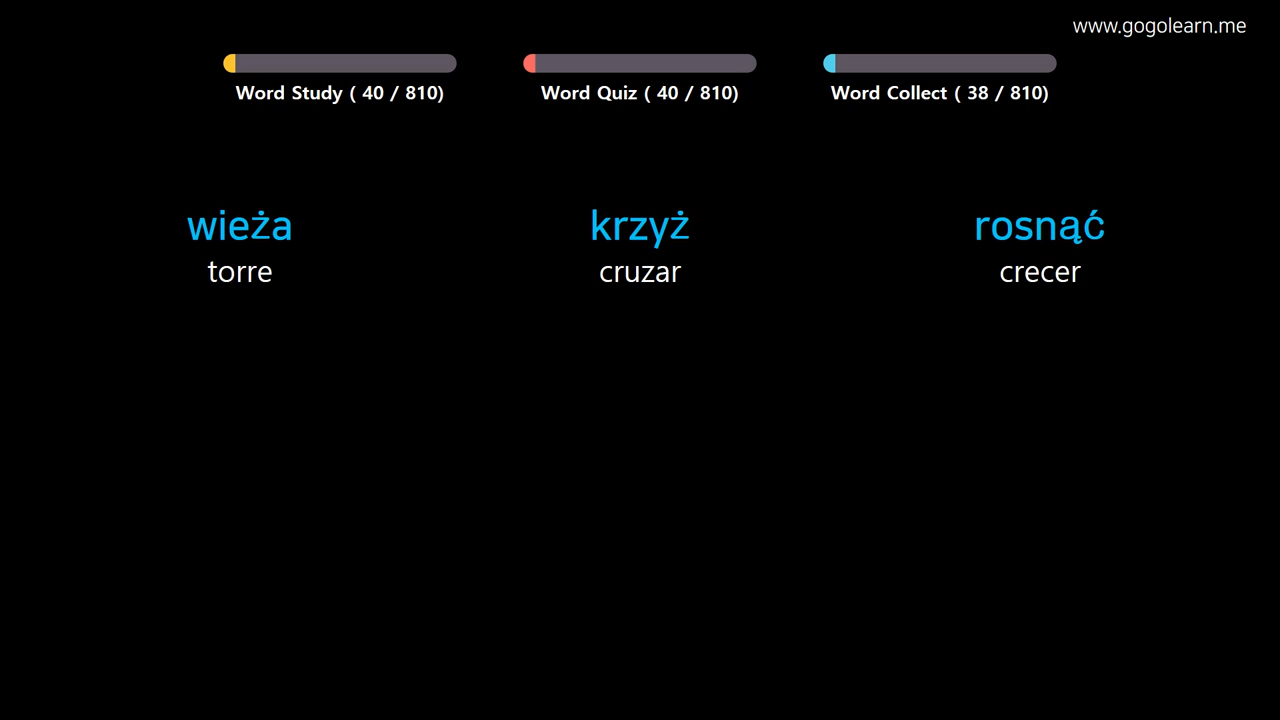 www.gogolearn.me
Word Study ( 40 / 810)
Word Quiz ( 40 / 810)
Word Collect ( 38 / 810)
wieża
krzyż
rosnąć
torre
cruzar
crecer